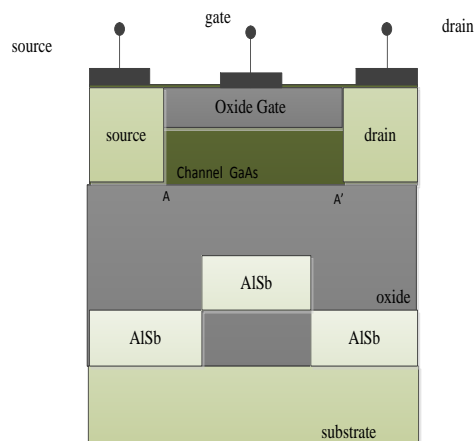 gate
source
drain
Oxide Gate
source
drain
Channel GaAs
A
A'
AlSb
oxide
AlSb
AlSb
substrate